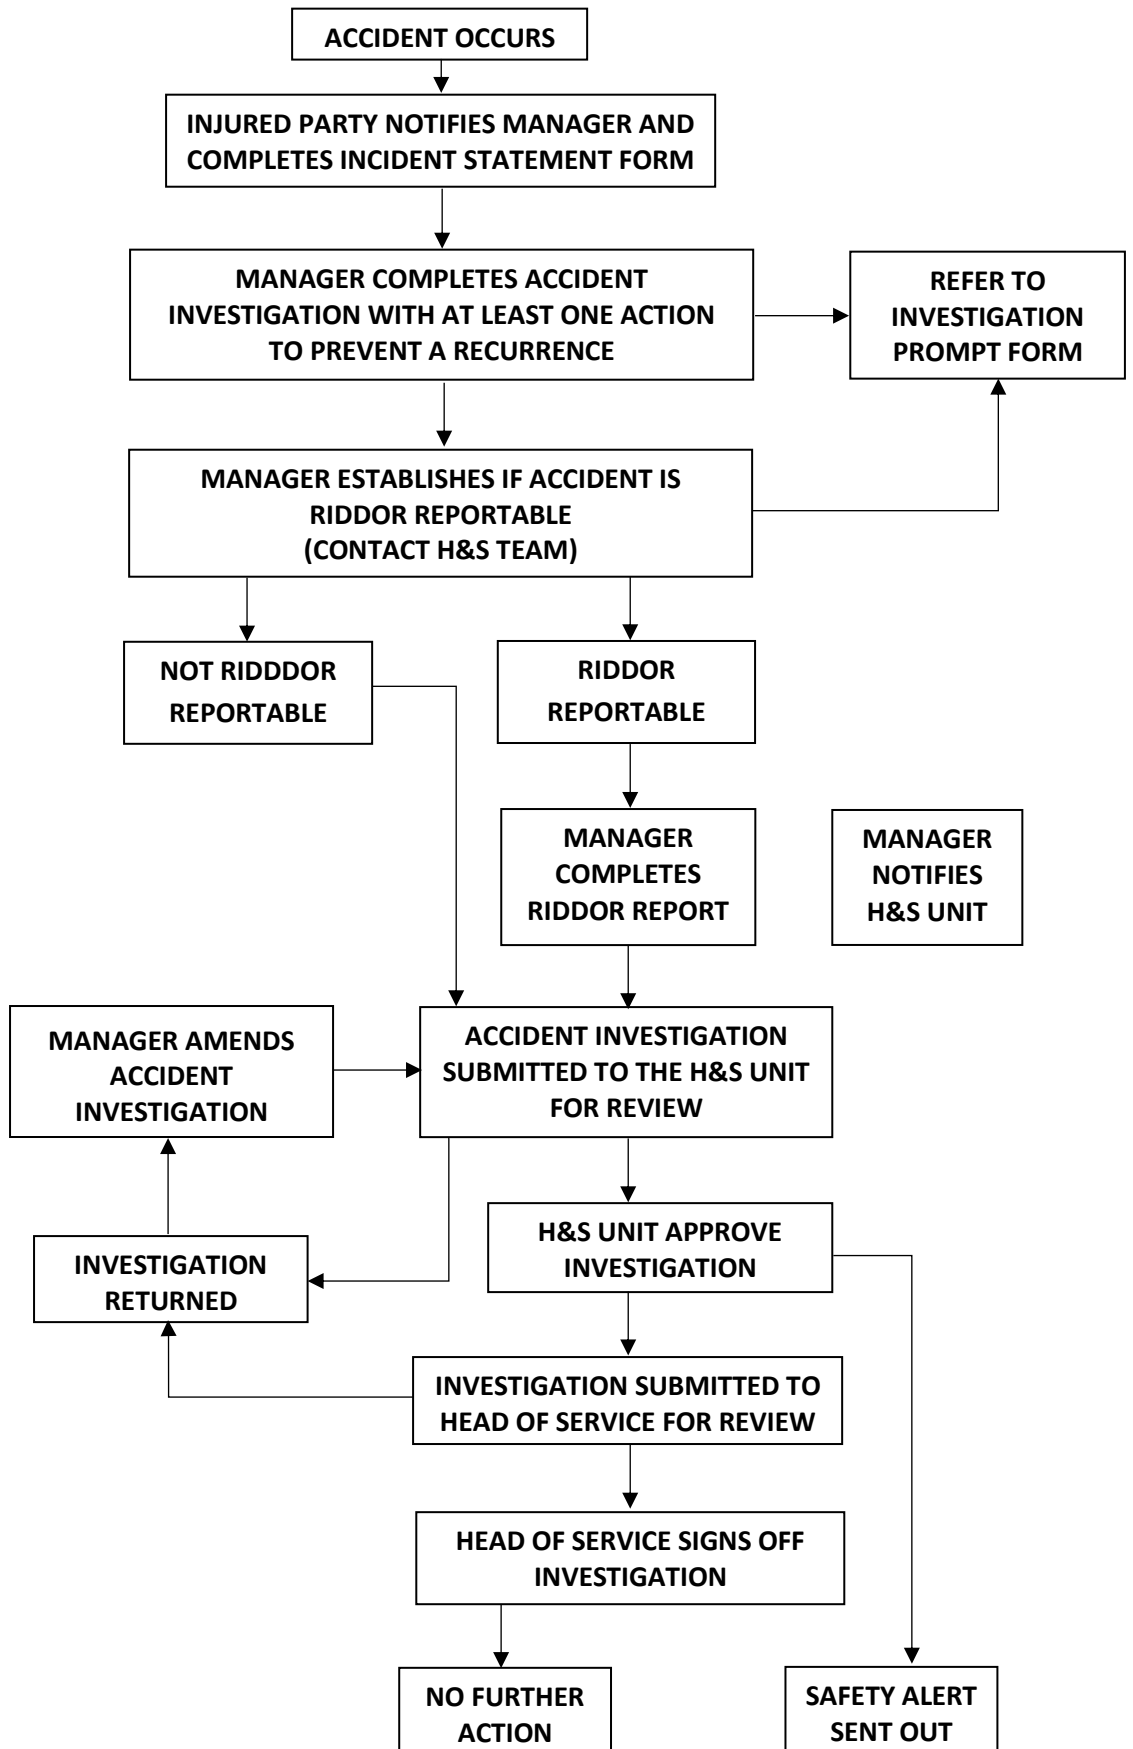 ACCIDENT OCCURS
INJURED PARTY NOTIFIES MANAGER AND
COMPLETES INCIDENT STATEMENT FORM
MANAGER COMPLETES ACCIDENT
INVESTIGATION WITH AT LEAST ONE ACTION
TO PREVENT A RECURRENCE
REFER TO
INVESTIGATION
PROMPT FORM
MANAGER ESTABLISHES IF ACCIDENT IS
RIDDOR REPORTABLE
(CONTACT H&S TEAM)
NOT RIDDDOR
REPORTABLE
RIDDOR
REPORTABLE
MANAGER
COMPLETES
RIDDOR REPORT
MANAGER
NOTIFIES
H&S UNIT
MANAGER AMENDS
ACCIDENT
INVESTIGATION
ACCIDENT INVESTIGATION
SUBMITTED TO THE H&S UNIT
FOR REVIEW
H&S UNIT APPROVE
INVESTIGATION
INVESTIGATION
RETURNED
INVESTIGATION SUBMITTED TO
HEAD OF SERVICE FOR REVIEW
HEAD OF SERVICE SIGNS OFF
INVESTIGATION
NO FURTHER
ACTION
SAFETY ALERT
SENT OUT